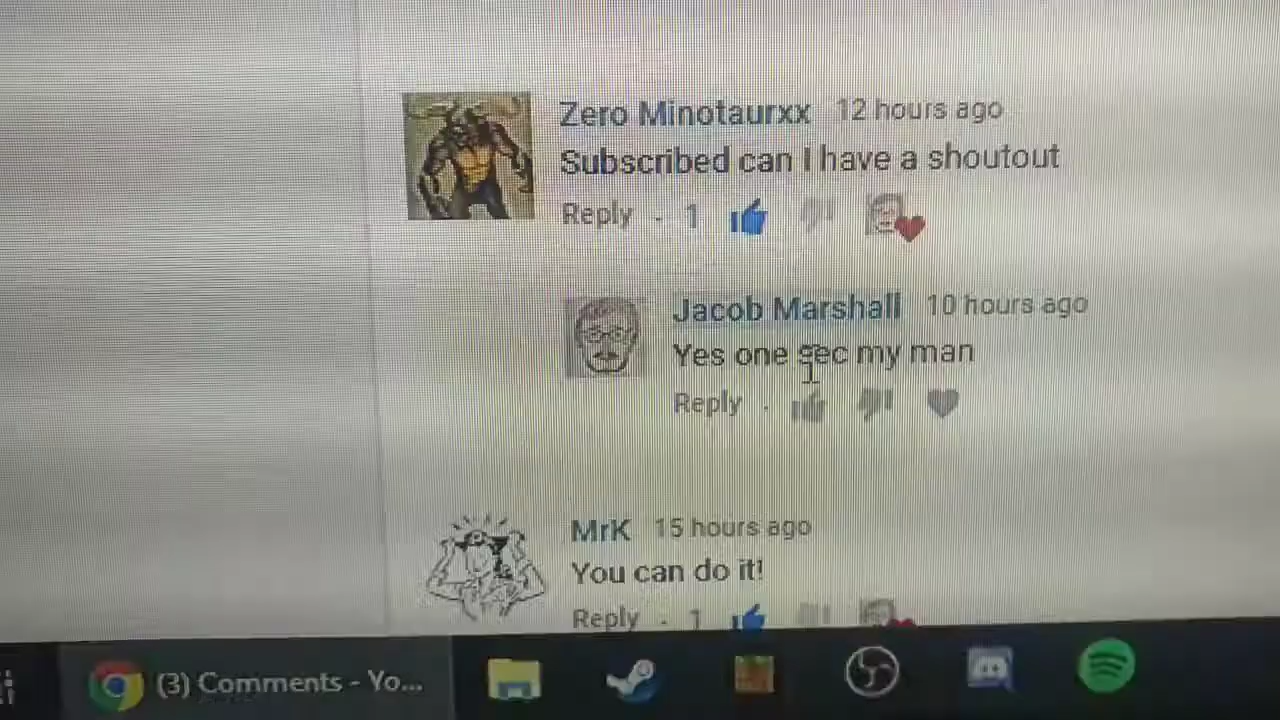 Zero Minotaurxx 12 hours ago
Subscribed can I have a shoutout
Reply · 1
Jacob Marshall 10 hours ago
Yes one sec my man
Reply ·
MrK 15 hours ago
You can do it!
Reply · 1
(3) Comments - Yo...